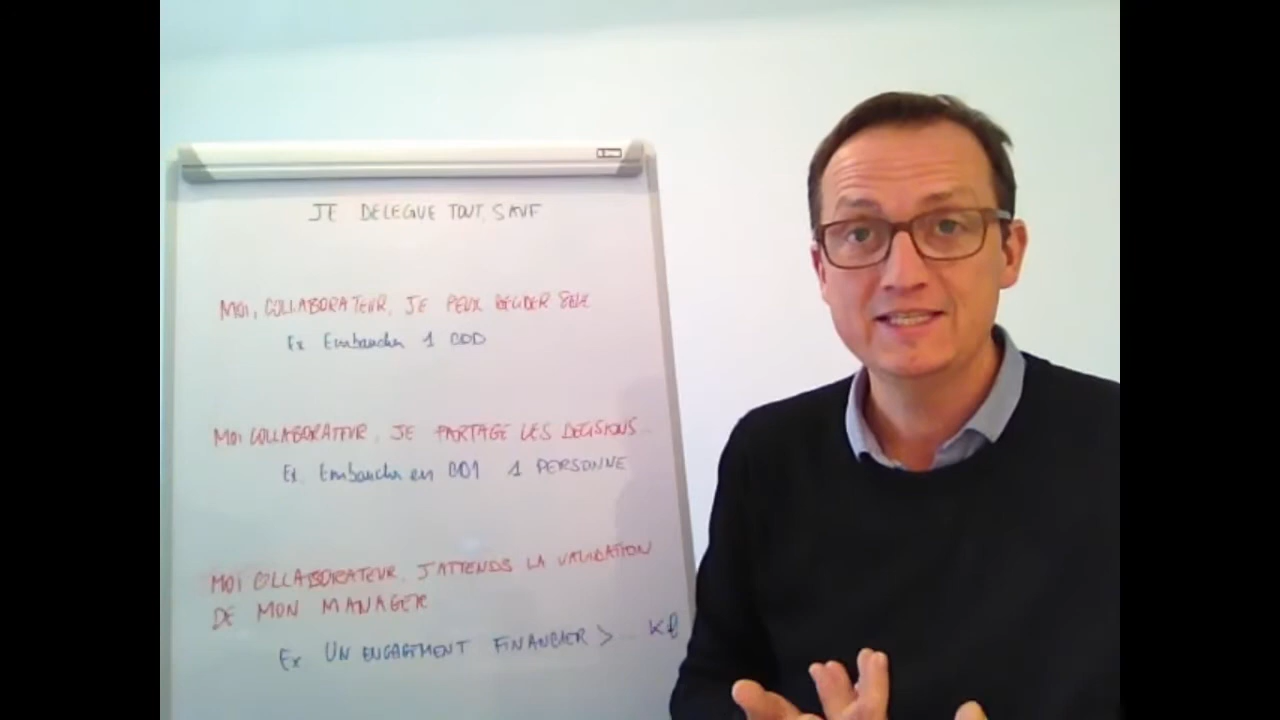 JE DELEGUE TOUT, SAUF
MOI, COLLABORATEUR, JE PEUX DECIDER SEUL
Ex Embaucher 1 CDD
MOI COLLABORATEUR, JE PARTAGE LES DECISIONS...
Ex. Embaucher en CDI 1 PERSONNE
MOI COLLABORATEUR, J'ATTENDS LA VALIDATION
DE MON MANAGER
Ex UN ENGAGEMENT FINANCIER > ... K€